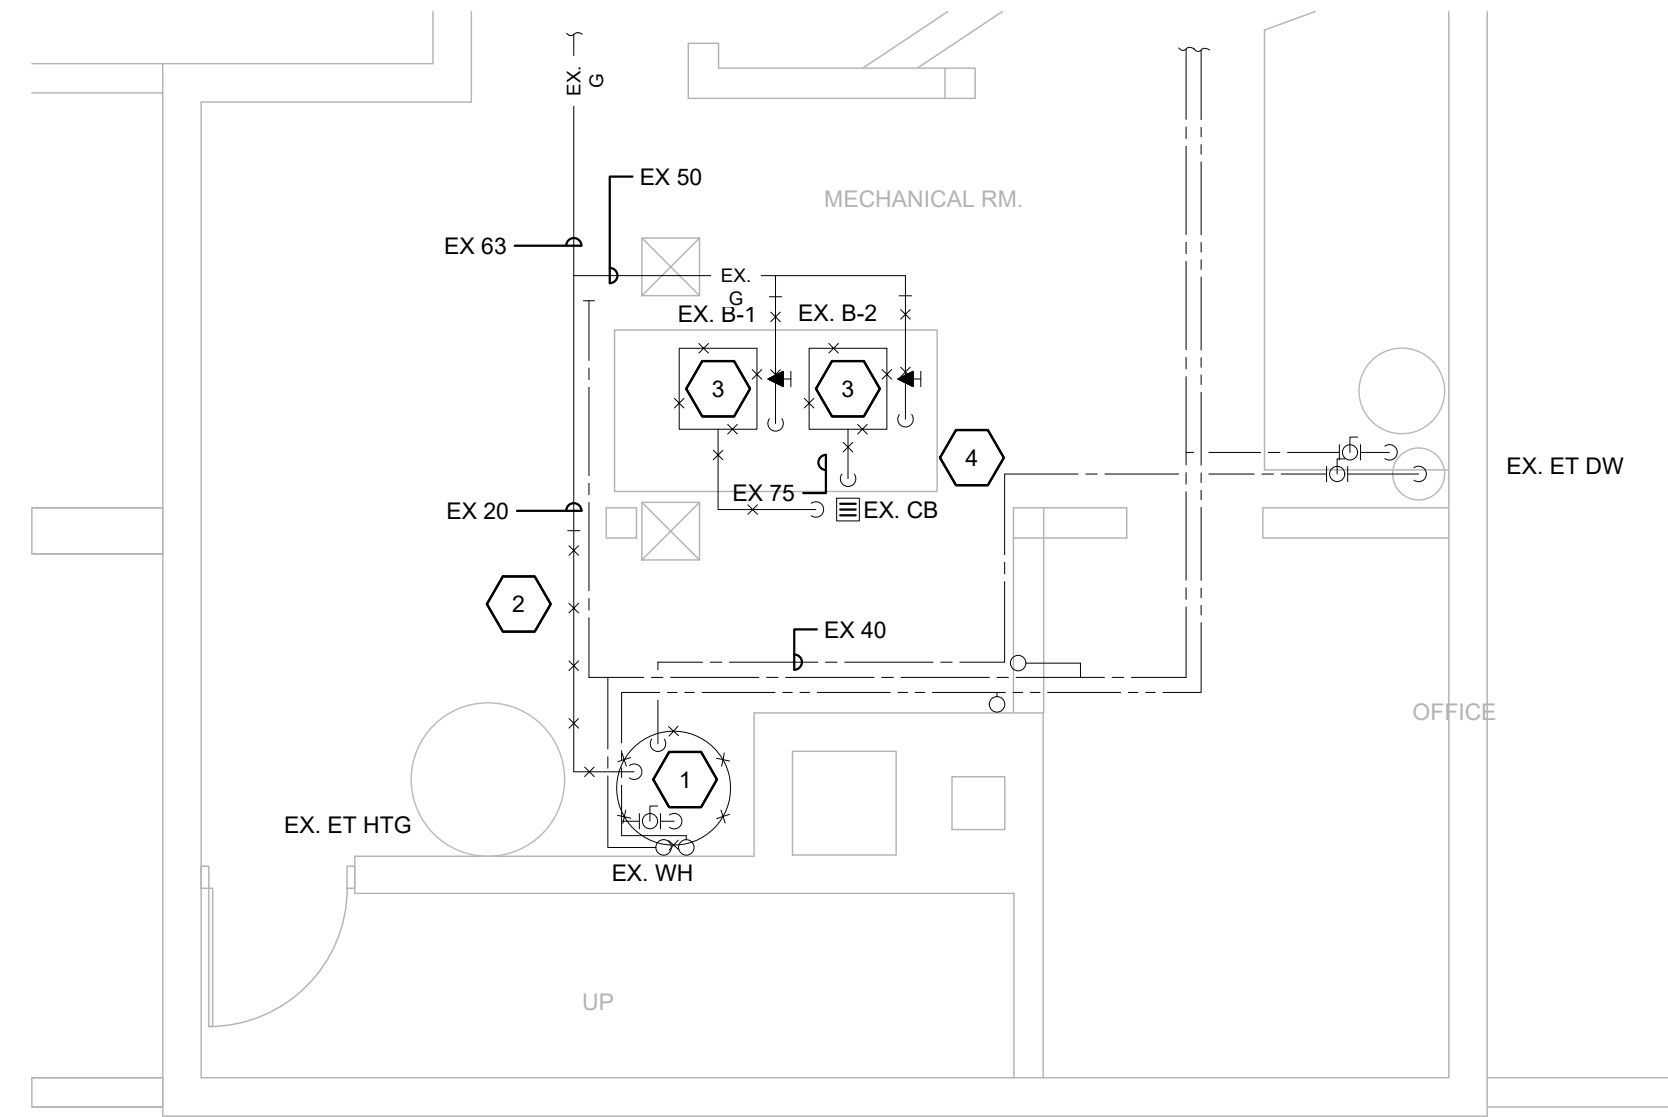 EX.
G
EX 50
MECHANICAL RM.
EX 63
EX.
G
EX. B-1
EX. B-2
3
3
4
EX. ET DW
EX 75
EX. CB
EX 20
2
EX 40
OFFICE
1
EX. ET HTG
EX. WH
UP